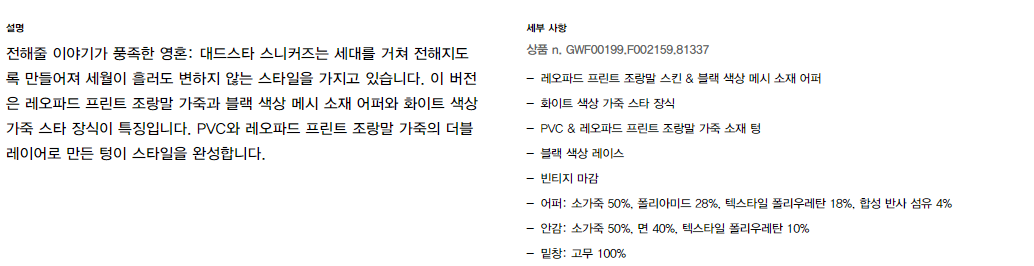 설명
전해줄 이야기가 풍족한 영혼: 대드스타 스니커즈는 세대를 거쳐 전해지도
록 만들어져 세월이 흘러도 변하지 않는 스타일을 가지고 있습니다. 이 버전
은 레오파드 프린트 조랑말 가죽과 블랙 색상 메시 소재 어퍼와 화이트 색상
가죽 스타 장식이 특징입니다. PVC와 레오파드 프린트 조랑말 가죽의 더블
레이어로 만든 텅이 스타일을 완성합니다.
세부 사항
상품 n. GWF00199.F002159.81337
– 레오파드 프린트 조랑말 스킨 & 블랙 색상 메시 소재 어퍼
– 화이트 색상 가죽 스타 장식
– PVC & 레오파드 프린트 조랑말 가죽 소재 텅
– 블랙 색상 레이스
– 빈티지 마감
– 어퍼: 소가죽 50%, 폴리아미드 28%, 텍스타일 폴리우레탄 18%, 합성 반사 섬유 4%
– 안감: 소가죽 50%, 면 40%, 텍스타일 폴리우레탄 10%
– 밑창: 고무 100%